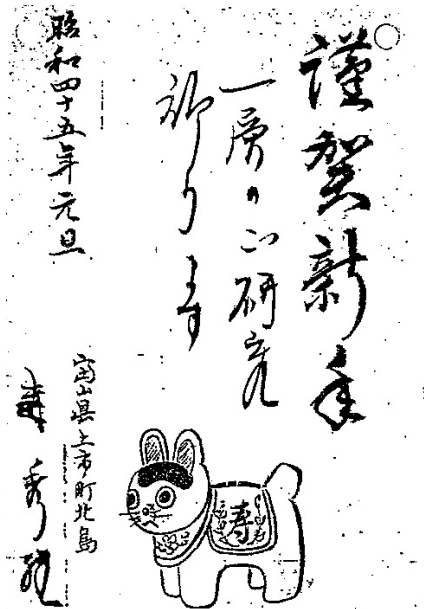 謹賀新年
一層のご研究
祈ります
昭和四十五年元旦
富山県上市町北島
秀
寿